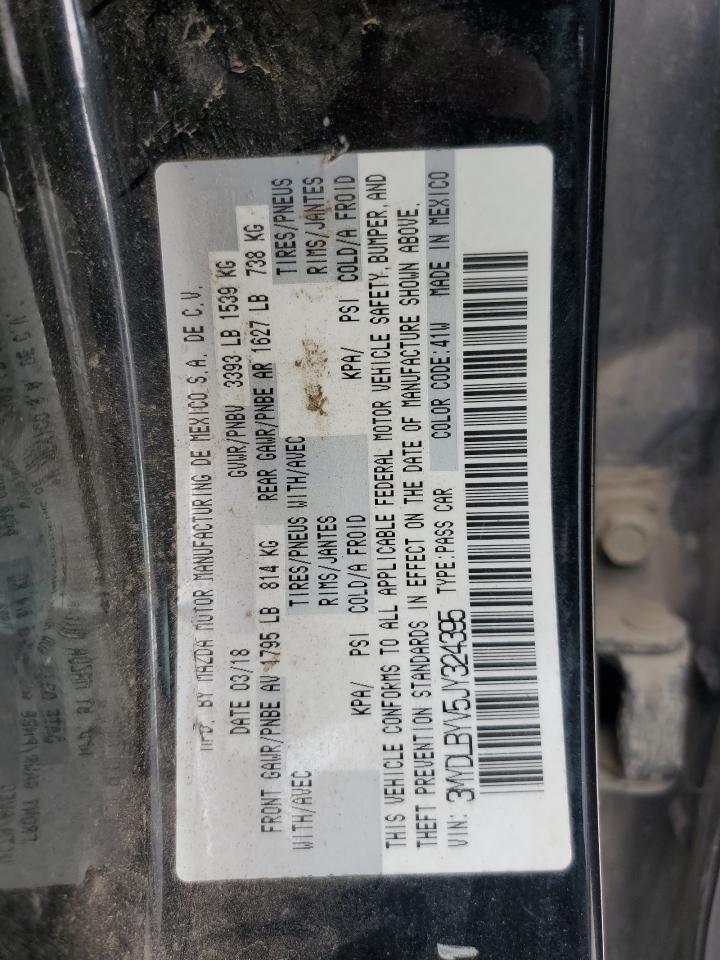 MFD. BY MAZDA MOTOR MANUFACTURING DE MEXICO S.A. DE C.V.
DATE 03/18 GVWR/PNBV 3393 LB 1539 KG
FRONT GAWR/PNBE AV 1795 LB 814 KG REAR GAWR/PNBE AR 1627 LB 738 KG
WITH/AVEC TIRES/PNEUS WITH/AVEC TIRES/PNEUS
RIMS/JANTES RIMS/JANTES
KPA/ PSI COLD/A FROID KPA/ PSI COLD/A FROID
THIS VEHICLE CONFORMS TO ALL APPLICABLE FEDERAL MOTOR VEHICLE SAFETY, BUMPER, AND
THEFT PREVENTION STANDARDS IN EFFECT ON THE DATE OF MANUFACTURE SHOWN ABOVE.
VIN: 3MYDLBYV5JY324395 TYPE:PASS CAR COLOR CODE:41W MADE IN MEXICO